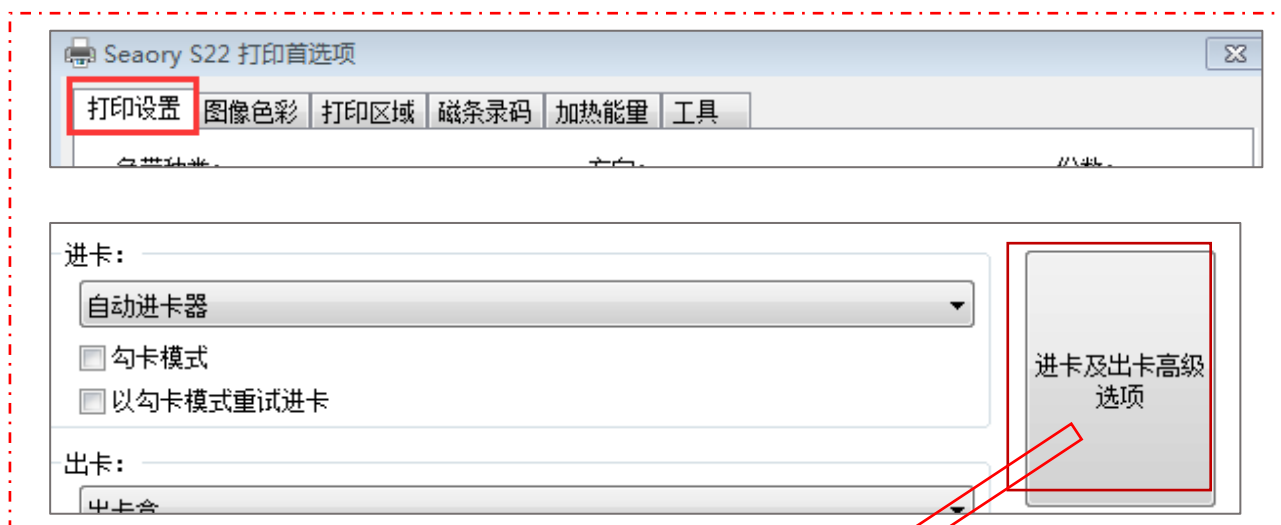 Seaory S22 打印首选项
打印设置 图像色彩 打印区域 磁条录码 加热能量 工具
进卡：
自动进卡器
勾卡模式
以勾卡模式重试进卡
进卡及出卡高级
选项
出卡：
出卡盒